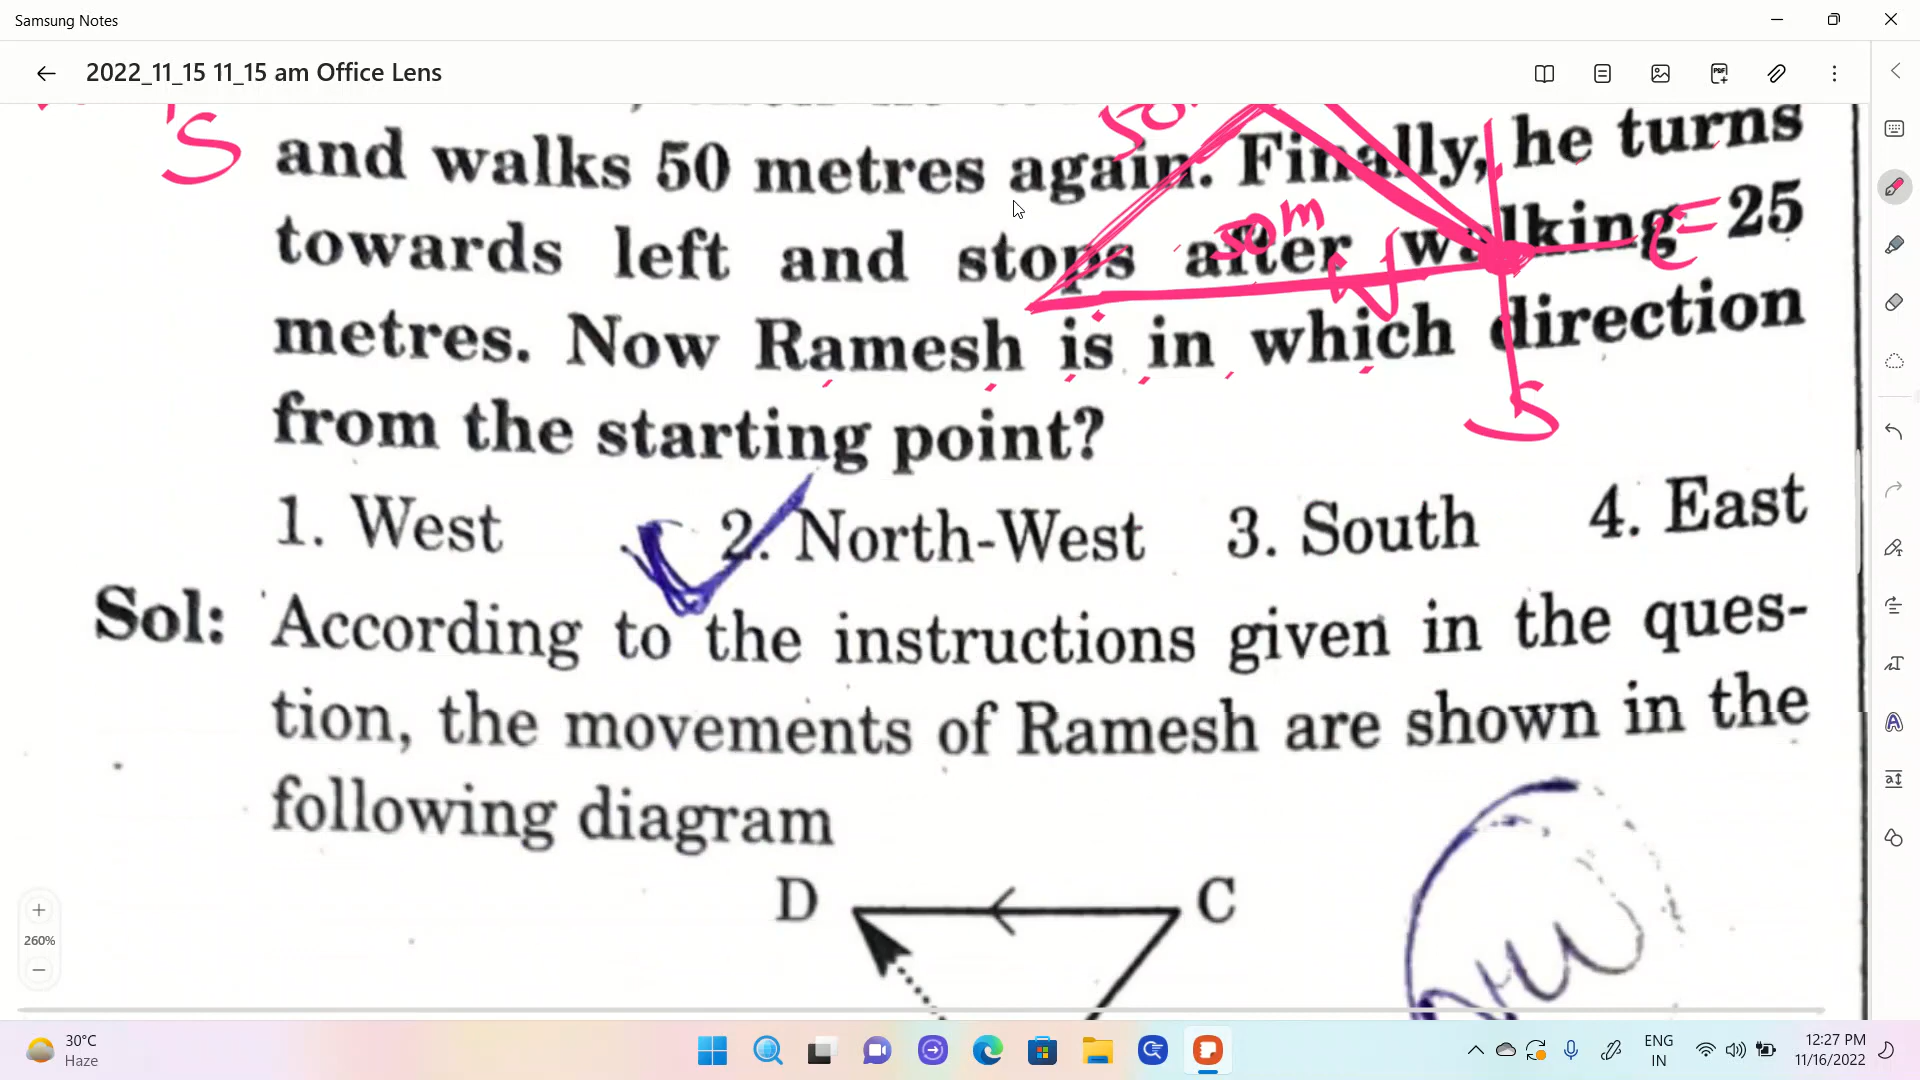 Samsung Notes
2022_11_15 11_15 am Office Lens
PDF
50
S and walks 50 metres again. Finally, he turns
towards left and stops after walking 25
50m
E
metres. Now Ramesh is in which direction
S
from the starting point?
1. West 2. North-West 3. South 4. East
Sol: According to the instructions given in the ques-
tion, the movements of Ramesh are shown in the
following diagram
D C
260%
30°C
Haze
ENG
IN
12:27 PM
11/16/2022